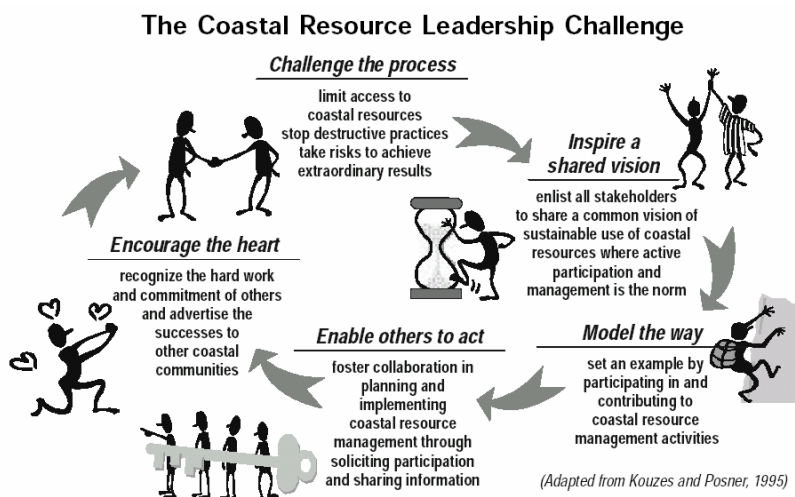 The Coastal Resource Leadership Challenge
Challenge the process
limit access to
coastal resources
stop destructive practices
take risks to achieve
extraordinary results
Inspire a
shared vision
enlist all stakeholders
to share a common vision of
sustainable use of coastal
resources where active
participation and
management is the norm
Model the way
set an example by
participating in and
contributing to
coastal resource
management activities
Enable others to act
foster collaboration in
planning and
implementing
coastal resource
management through
soliciting participation
and sharing information
Encourage the heart
recognize the hard work
and commitment of others
and advertise the
successes to
other coastal
communities
(Adapted from Kouzes and Posner, 1995)